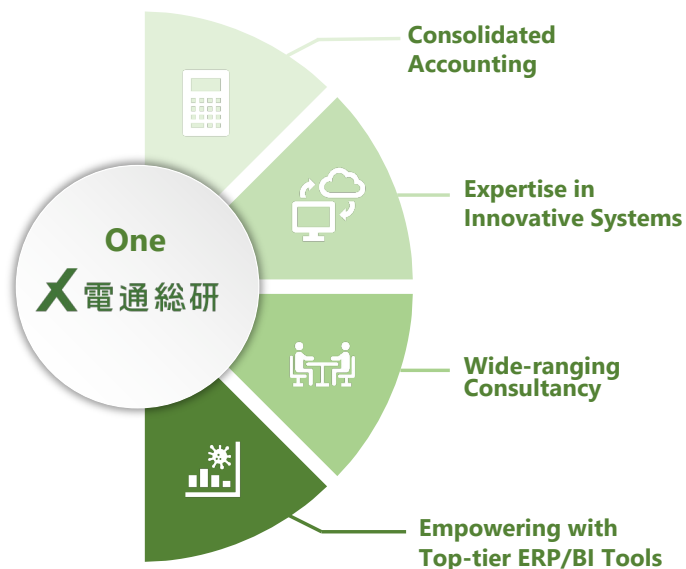 Consolidated
Accounting
Expertise in
Innovative Systems
One
電通総研
Wide-ranging
Consultancy
Empowering with
Top-tier ERP/BI Tools